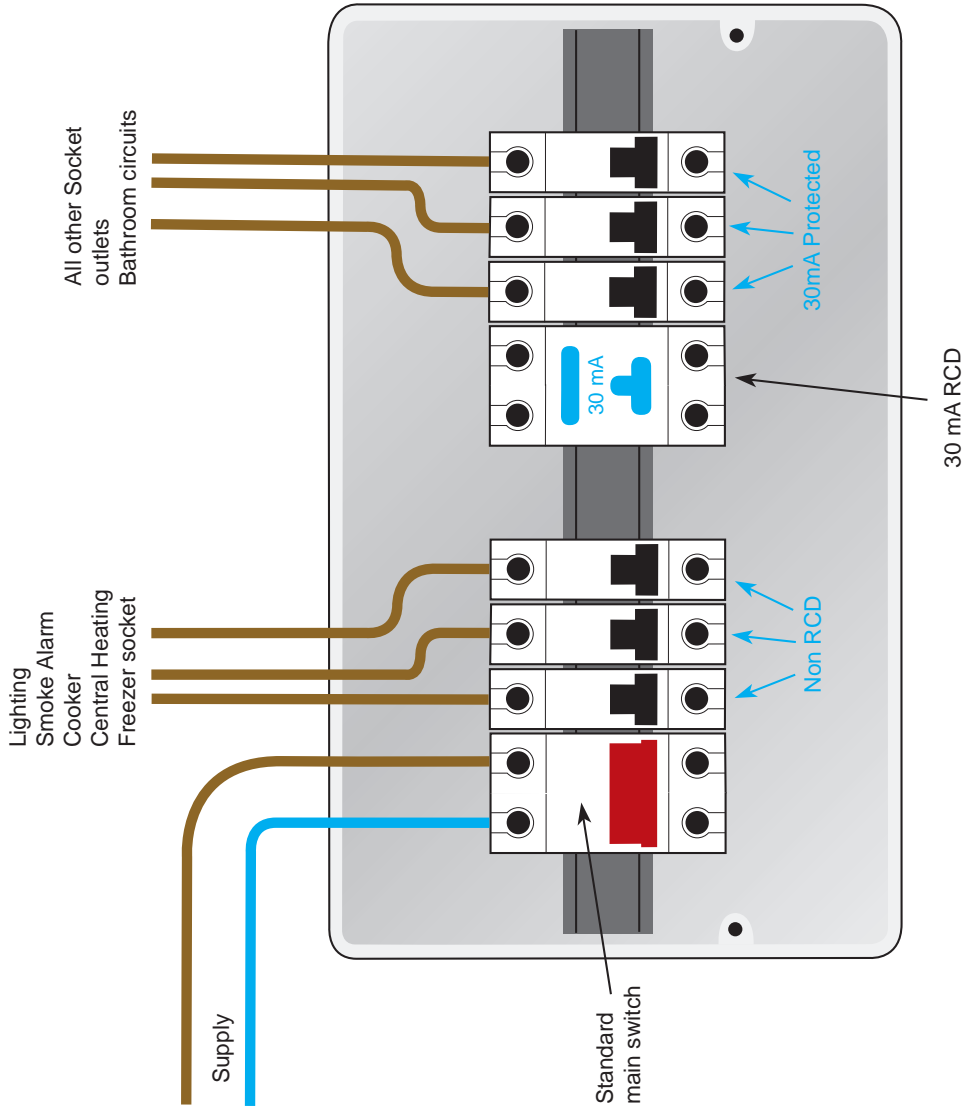 Supply
Lighting
Smoke Alarm
Cooker
Central Heating
Freezer socket
All other Socket
outlets
Bathroom circuits
30 mA
Standard
main switch
Non RCD
30mA Protected
30 mA RCD